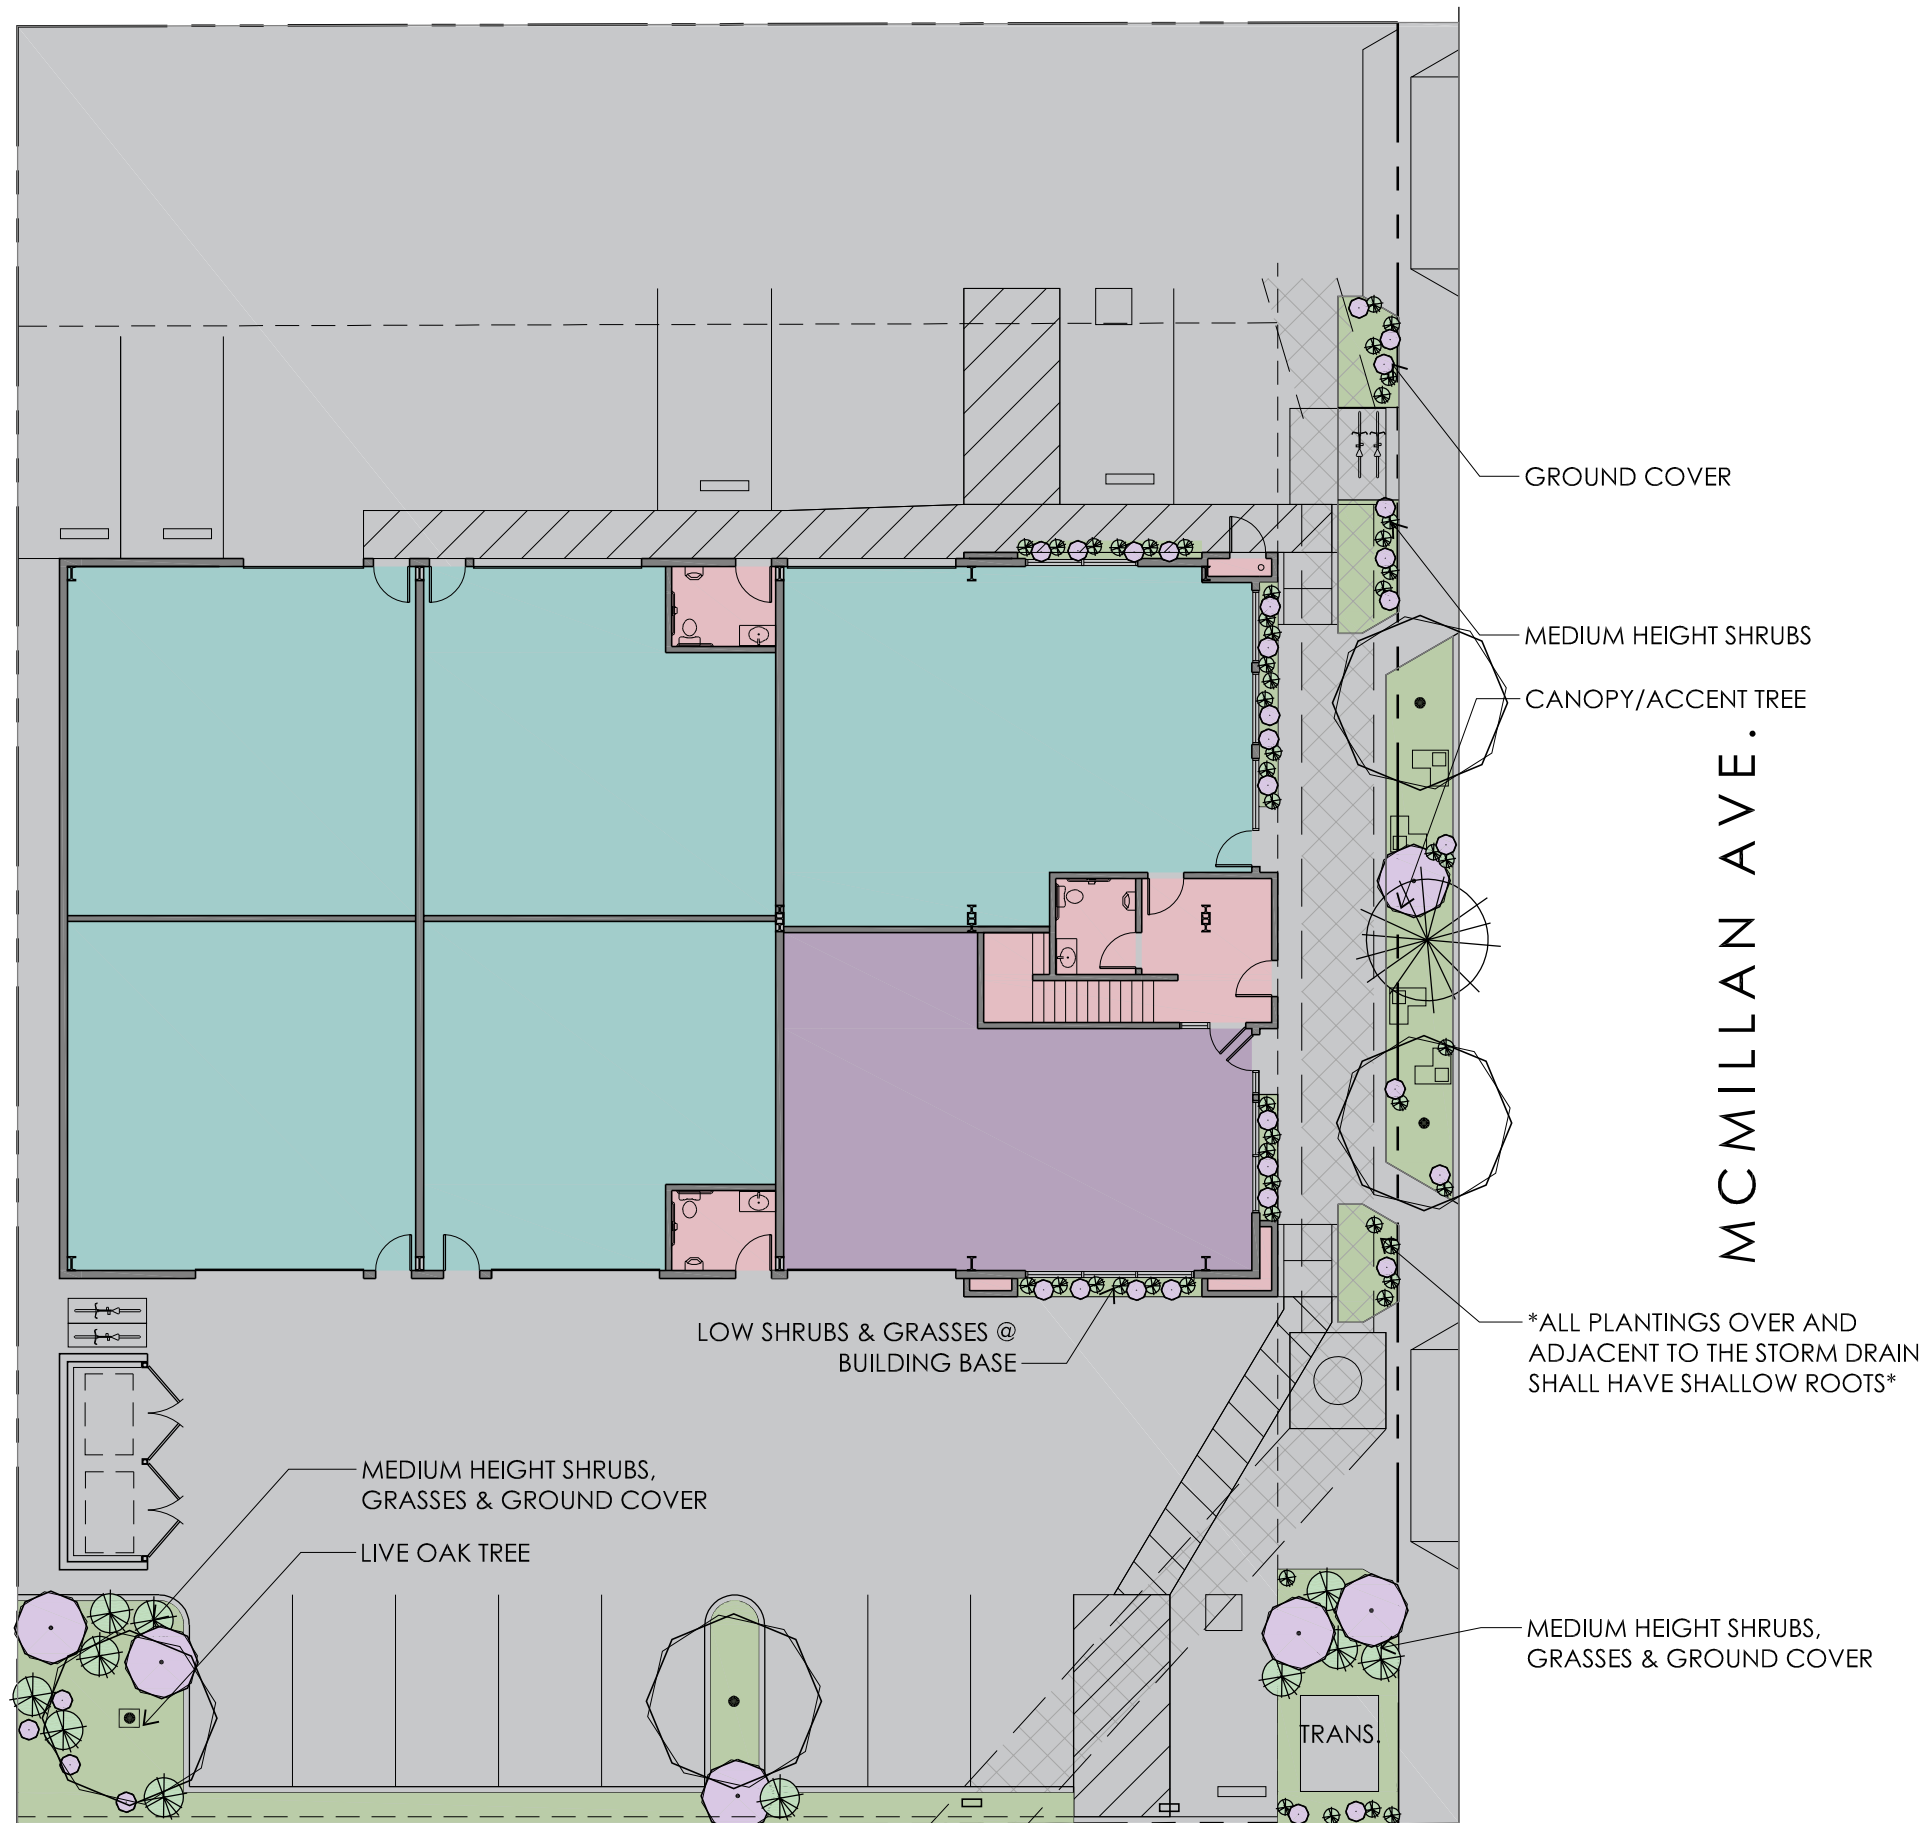 GROUND COVER
MEDIUM HEIGHT SHRUBS
CANOPY/ACCENT TREE
MCMILLAN AVE.
LOW SHRUBS & GRASSES @
BUILDING BASE
*ALL PLANTINGS OVER AND
ADJACENT TO THE STORM DRAIN
SHALL HAVE SHALLOW ROOTS*
MEDIUM HEIGHT SHRUBS,
GRASSES & GROUND COVER
LIVE OAK TREE
MEDIUM HEIGHT SHRUBS,
GRASSES & GROUND COVER
TRANS.